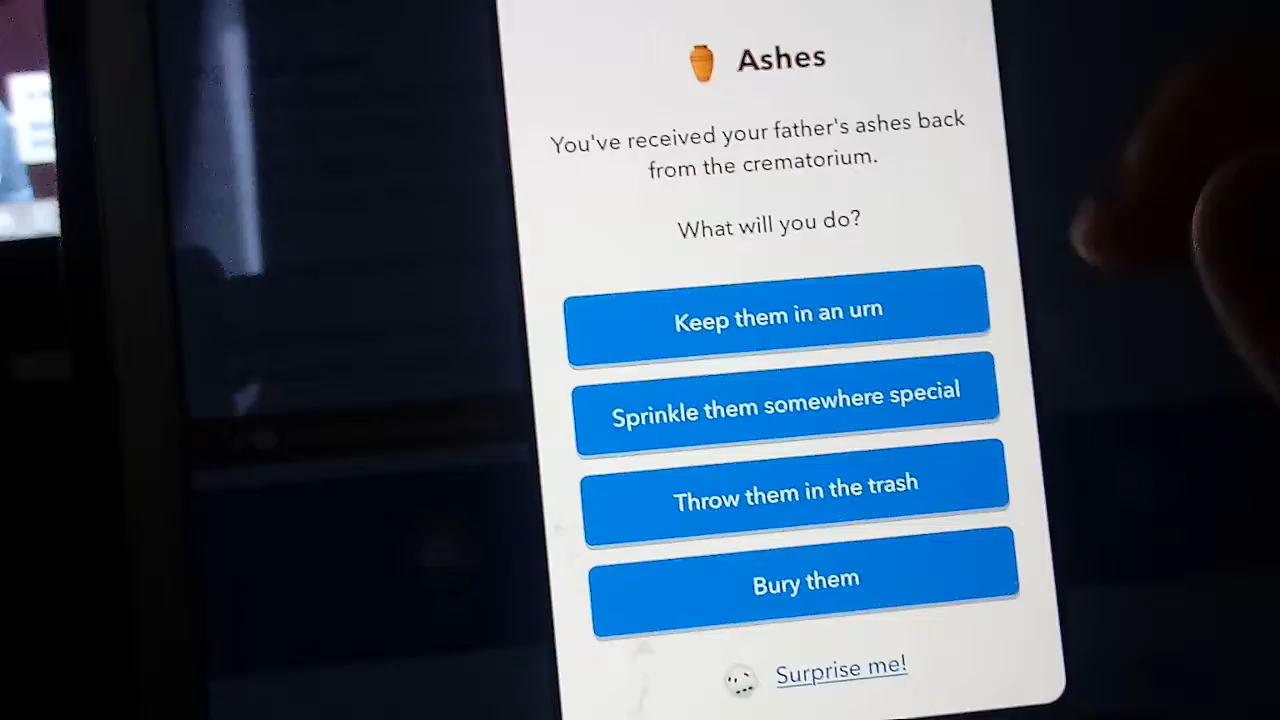 Ashes
You've received your father's ashes back
from the crematorium.
What will you do?
Keep them in an urn
Sprinkle them somewhere special
Throw them in the trash
Bury them
Surprise me!